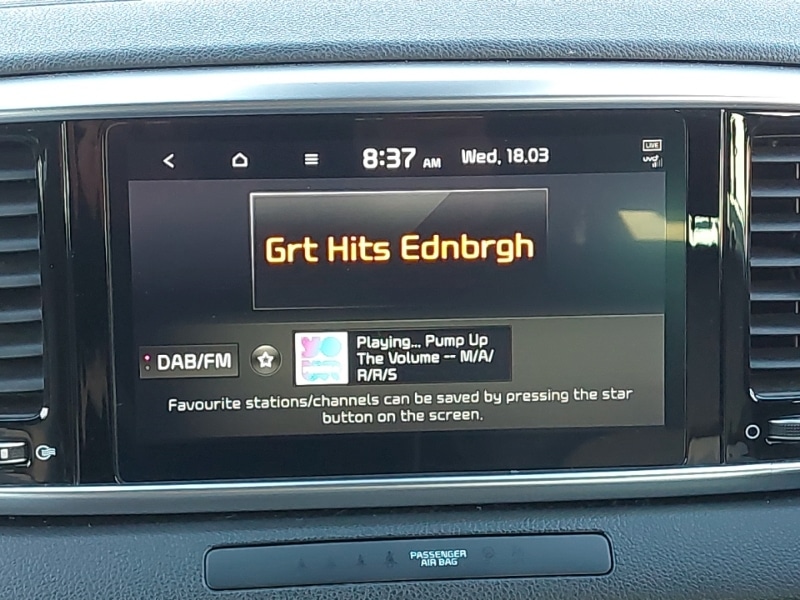 8:37 AM Wed, 18.03
LIVE
UVO
Grt Hits Ednbrgh
DAB/FM
Playing... Pump Up
The Volume -- M/A/
R/R/S
Favourite stations/channels can be saved by pressing the star
button on the screen.
PASSENGER
AIR BAG